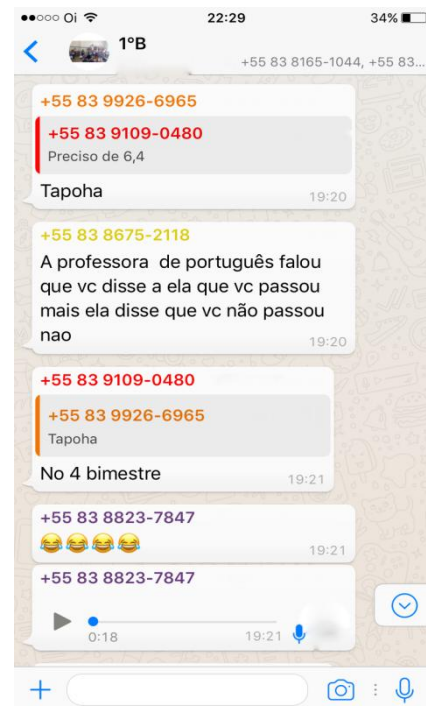 Oi 22:29 34%
1°B
+55 83 8165-1044, +55 83...
+55 83 9926-6965
+55 83 9109-0480
Preciso de 6,4
Tapoha 19:20
+55 83 8675-2118
A professora de português falou
que vc disse a ela que vc passou
mais ela disse que vc não passou
nao 19:20
+55 83 9109-0480
+55 83 9926-6965
Tapoha
No 4 bimestre 19:21
+55 83 8823-7847
😂😂😂😂 19:21
+55 83 8823-7847
0:18 19:21